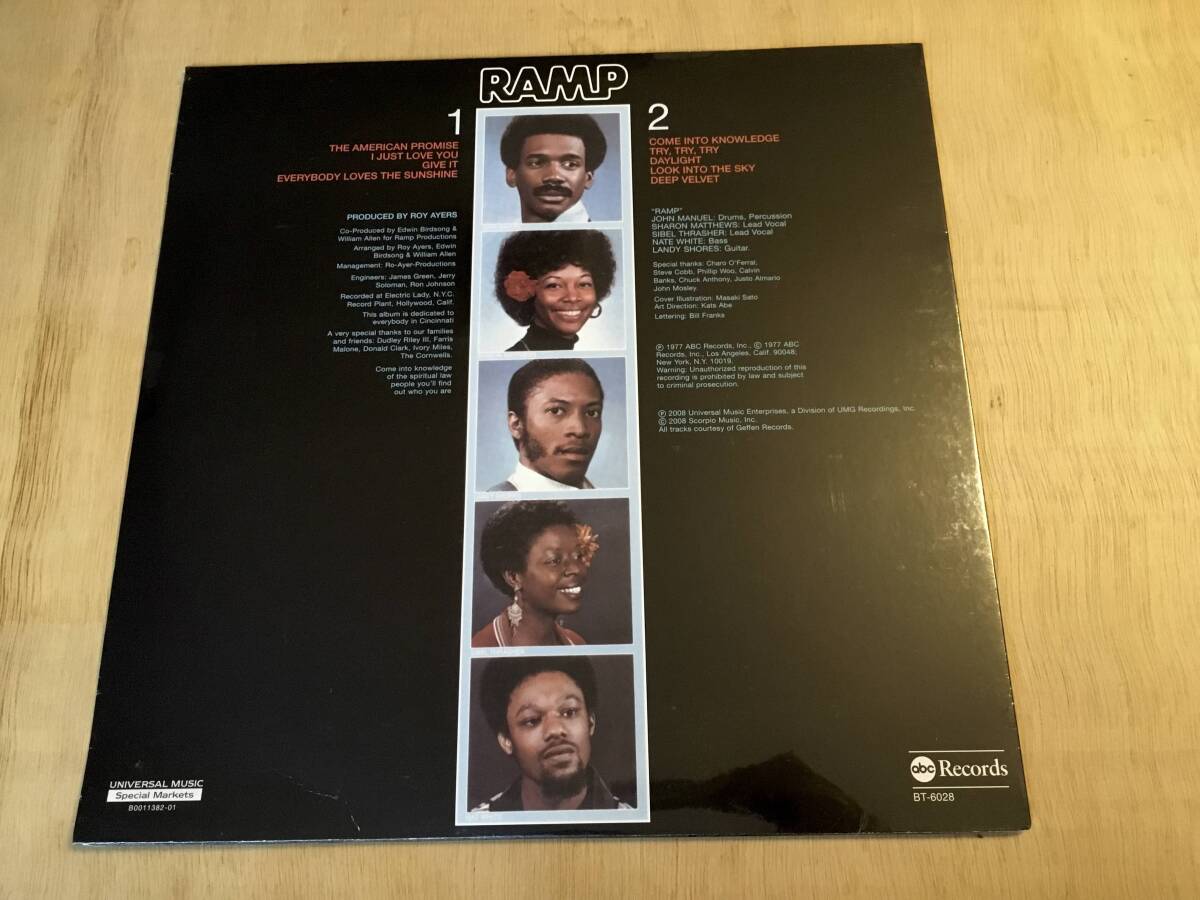 RAMP
1
THE AMERICAN PROMISE
I JUST LOVE YOU
GIVE IT
EVERYBODY LOVES THE SUNSHINE
PRODUCED BY ROY AYERS
Co-Produced by Edwin Birdsong &
William Allen for Ramp Productions
Arranged by Roy Ayers, Edwin
Birdsong & William Allen
Management: Ro-Ayer-Productions
Engineers: James Green, Jerry
Soloman, Ron Johnson
Recorded at Electric Lady, N.Y.C.
Record Plant, Hollywood, Calif.
This album is dedicated to
everybody in Cincinnati
A very special thanks to our families
and friends: Dudley Riley III, Farris
Malone, Donald Clark, Ivory Miles,
The Cornwells.
Come into knowledge
of the spiritual law
people you'll find
out who you are
2
COME INTO KNOWLEDGE
TRY, TRY, TRY
DAYLIGHT
LOOK INTO THE SKY
DEEP VELVET
"RAMP"
JOHN MANUEL: Drums, Percussion
SHARON MATTHEWS: Lead Vocal
SIBEL THRASHER: Lead Vocal
NATE WHITE: Bass
LANDY SHORES: Guitar.
Special thanks: Charo O'Ferral,
Steve Cobb, Phillip Woo, Calvin
Banks, Chuck Anthony, Justo Almario
John Mosley
Cover Illustration: Masaki Sato
Art Direction: Kats Abe
Lettering: Bill Franks
Ⓟ 1977 ABC Records, Inc., © 1977 ABC
Records, Inc., Los Angeles, Calif. 90048;
New York, N.Y. 10019.
Warning: Unauthorized reproduction of this
recording is prohibited by law and subject
to criminal prosecution.
Ⓟ 2008 Universal Music Enterprises, a Division of UMG Recordings, Inc.
© 2008 Scorpio Music, Inc.
All tracks courtesy of Geffen Records.
UNIVERSAL MUSIC
Special Markets
B0011382-01
abc Records
BT-6028